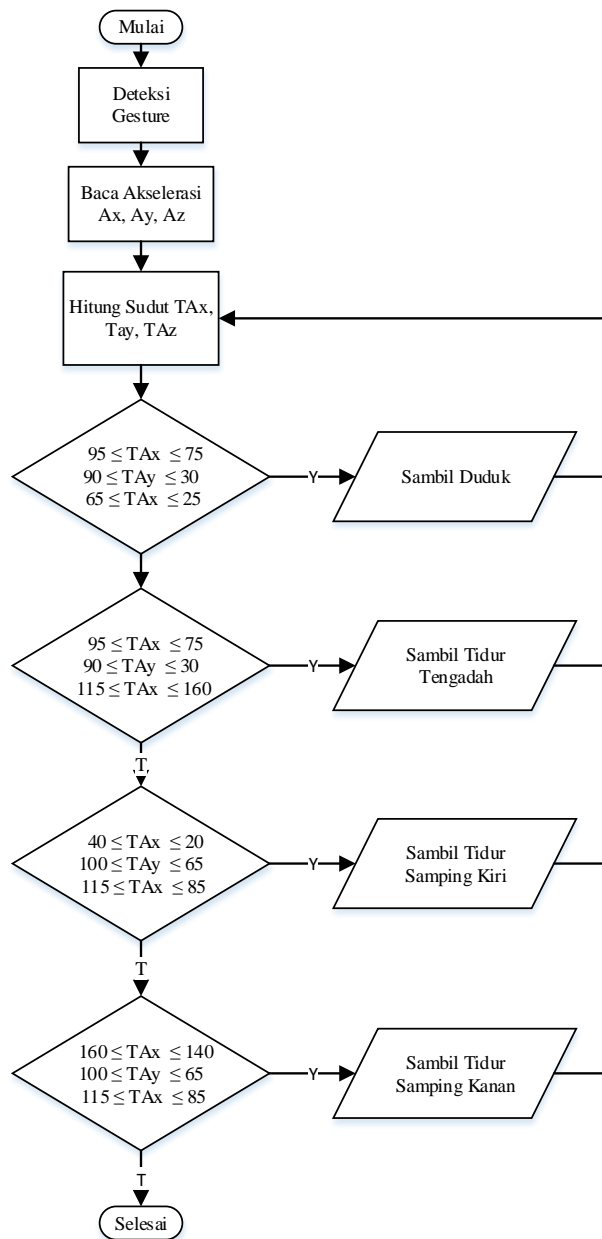 Mulai
Deteksi
Gesture
Baca Akselerasi
Ax, Ay, Az
Hitung Sudut TAx,
Tay, TAz
95 ≤ TAx ≤ 75
90 ≤ TAy ≤ 30
65 ≤ TAx ≤ 25
Y
Sambil Duduk
95 ≤ TAx ≤ 75
90 ≤ TAy ≤ 30
115 ≤ TAx ≤ 160
Y
Sambil Tidur
Tengadah
T
40 ≤ TAx ≤ 20
100 ≤ TAy ≤ 65
115 ≤ TAx ≤ 85
Y
Sambil Tidur
Samping Kiri
T
160 ≤ TAx ≤ 140
100 ≤ TAy ≤ 65
115 ≤ TAx ≤ 85
Y
Sambil Tidur
Samping Kanan
T
Selesai